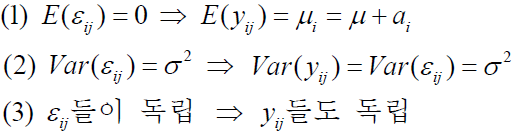 (1) E(ε_ij) = 0 ⇒ E(y_ij) = μ_i = μ + a_i
(2) Var(ε_ij) = σ² ⇒ Var(y_ij) = Var(ε_ij) = σ²
(3) ε_ij들이 독립 ⇒ y_ij들도 독립